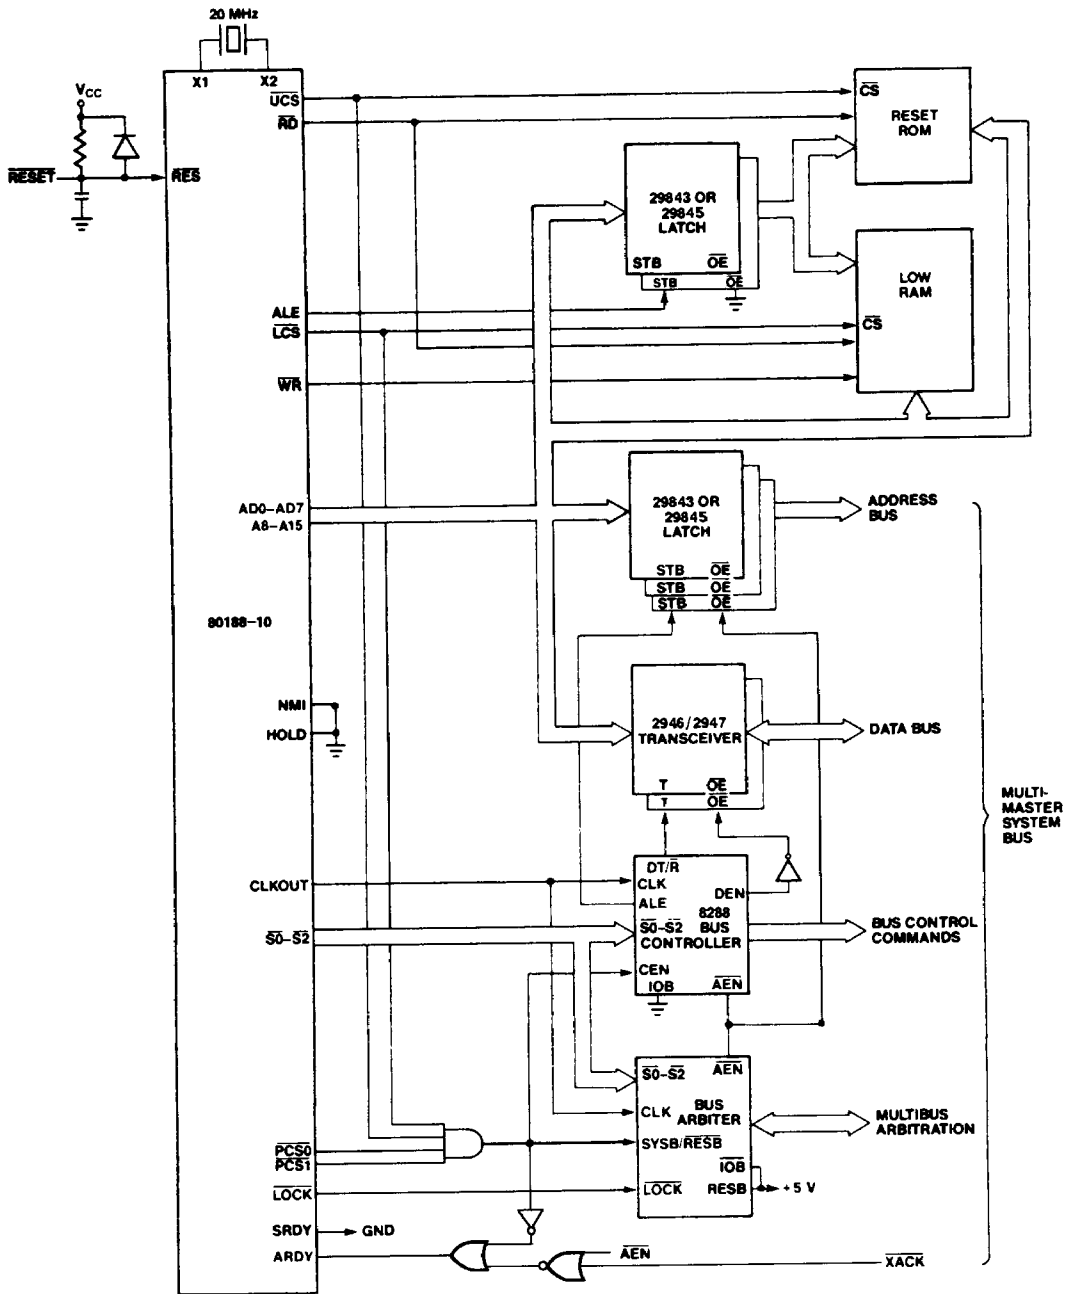 20 MHz
X1 X2
VCC
RESET
RES
UCS
RD
CS
RESET
ROM
29843 OR
29845
LATCH
STB OE
STB OE
LOW
RAM
CS
ALE
LCS
WR
AD0-AD7
A8-A15
29843 OR
29845
LATCH
STB OE
STB OE
STB OE
ADDRESS
BUS
80188-10
NMI
HOLD
2946/2947
TRANSCEIVER
T OE
T OE
DATA BUS
MULTI-
MASTER
SYSTEM
BUS
CLKOUT
S0-S2
DT/R
CLK
ALE
DEN
8288
S0-S2 BUS
CONTROLLER
CEN
IOB AEN
BUS CONTROL
COMMANDS
S0-S2
AEN
CLK
BUS
ARBITER
SYSB/RESB
IOB
LOCK RESB
+5 V
MULTIBUS
ARBITRATION
PCS0
PCS1
LOCK
SRDY GND
ARDY
AEN
XACK